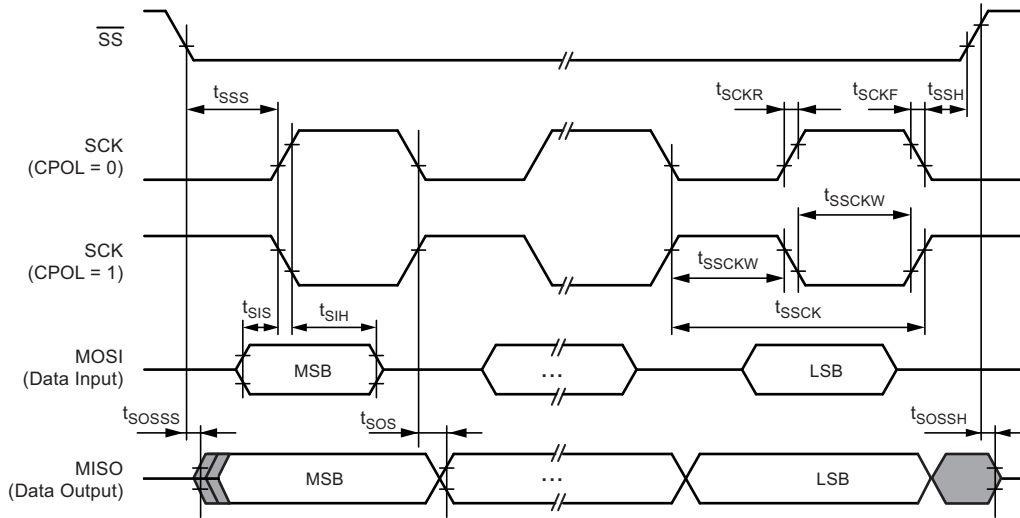 SS
tSSS
tSCKR
tSCKF
tSSH
SCK
(CPOL = 0)
tSSCKW
SCK
(CPOL = 1)
tSSCKW
tSIS
tSIH
tSSCK
MOSI
(Data Input)
MSB
...
LSB
tSOSSS
tSOS
tSOSSH
MISO
(Data Output)
MSB
...
LSB